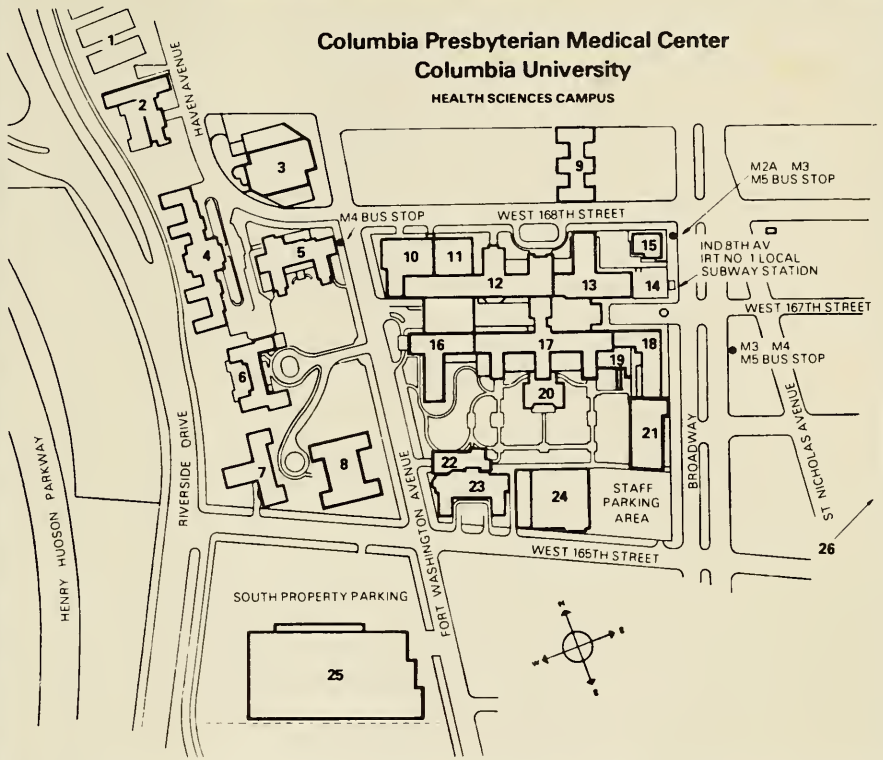 Columbia Presbyterian Medical Center
Columbia University
HEALTH SCIENCES CAMPUS
1
2
HAVEN AVENUE
3
9
M2A M3
M5 BUS STOP
M4 BUS STOP
WEST 168TH STREET
4
5
10
11
12
13
15
14
IND 8TH AV
IRT NO. 1 LOCAL
SUBWAY STATION
WEST 167TH STREET
6
16
17
18
19
20
M3 M4
M5 BUS STOP
7
8
21
22
23
24
STAFF
PARKING
AREA
BROADWAY
ST NICHOLAS AVENUE
26
HENRY HUDSON PARKWAY
RIVERSIDE DRIVE
FORT WASHINGTON AVENUE
WEST 165TH STREET
SOUTH PROPERTY PARKING
25
N
E
W
S